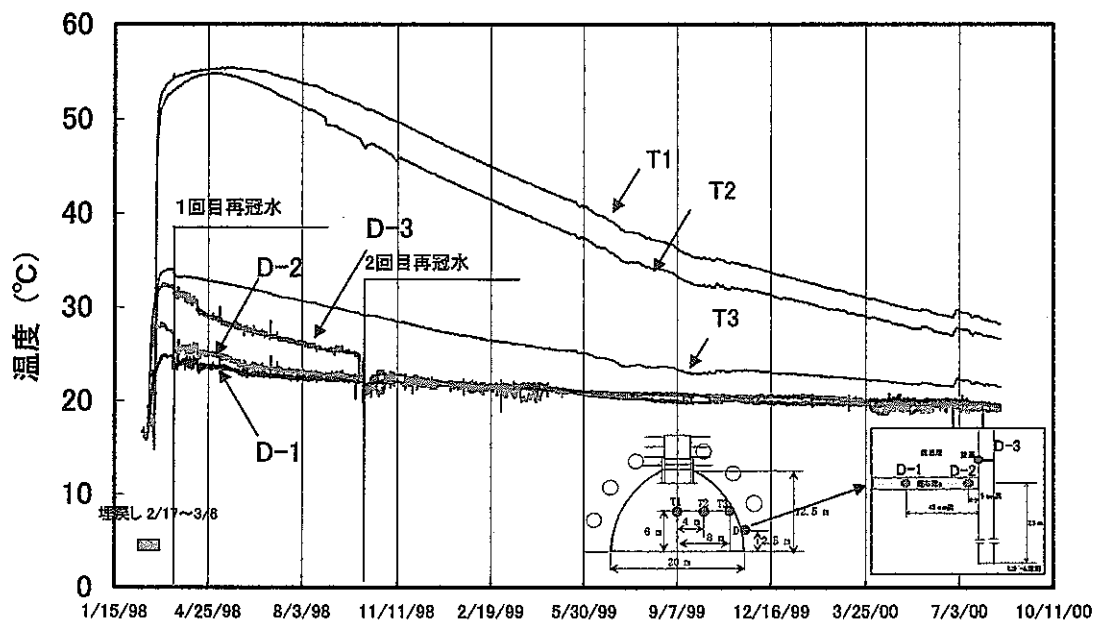 60
50
40
30
20
10
0
温度 (℃)
1回目再冠水
D-3
D-2
2回目再冠水
T1
T2
T3
D-1
埋戻し 2/17～3/8
T1
T2
T3
D
4 m
6 m
8 m
2.5 m
12.5 m
20 m
D-3
D-1
D-2
1/15/98
4/25/98
8/3/98
11/11/98
2/19/99
5/30/99
9/7/99
12/16/99
3/25/00
7/3/00
10/11/00